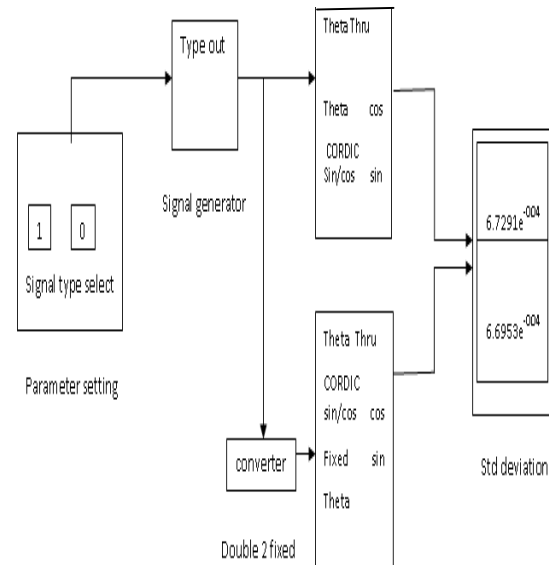 Type out
Signal generator
1 0
Signal type select
Parameter setting
Theta Thru
Theta cos
CORDIC
Sin/cos sin
Theta Thru
CORDIC
sin/cos cos
Fixed sin
Theta
converter
Double 2 fixed
6.7291e-004
6.6953e-004
Std deviation